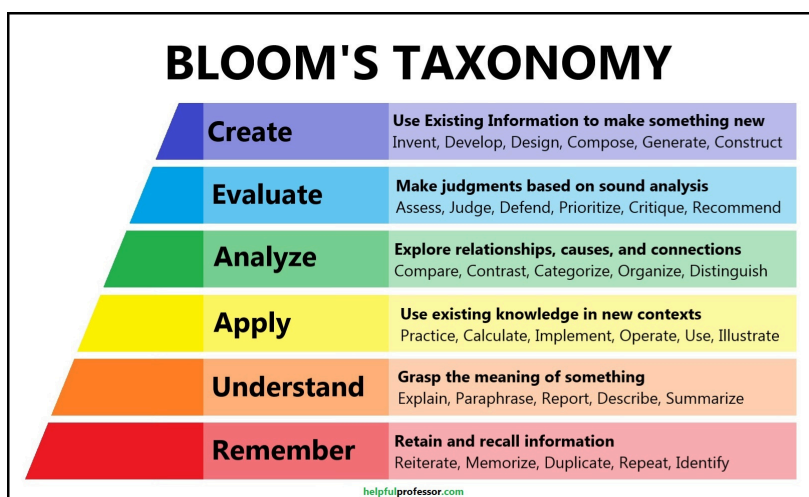 BLOOM'S TAXONOMY
Create
Use Existing Information to make something new
Invent, Develop, Design, Compose, Generate, Construct
Evaluate
Make judgments based on sound analysis
Assess, Judge, Defend, Prioritize, Critique, Recommend
Analyze
Explore relationships, causes, and connections
Compare, Contrast, Categorize, Organize, Distinguish
Apply
Use existing knowledge in new contexts
Practice, Calculate, Implement, Operate, Use, Illustrate
Understand
Grasp the meaning of something
Explain, Paraphrase, Report, Describe, Summarize
Remember
Retain and recall information
Reiterate, Memorize, Duplicate, Repeat, Identify
helpfulprofessor.com